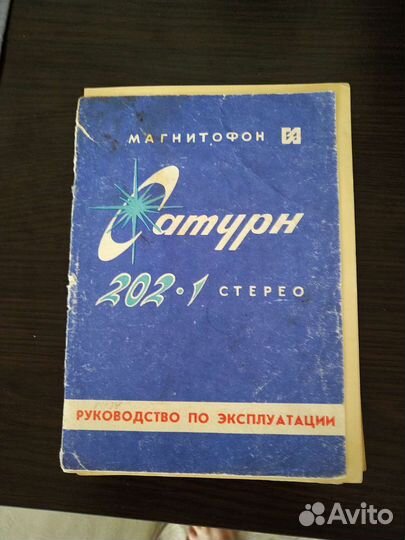 МАГНИТОФОН
Сатурн
202-1 СТЕРЕО
РУКОВОДСТВО ПО ЭКСПЛУАТАЦИИ
Avito